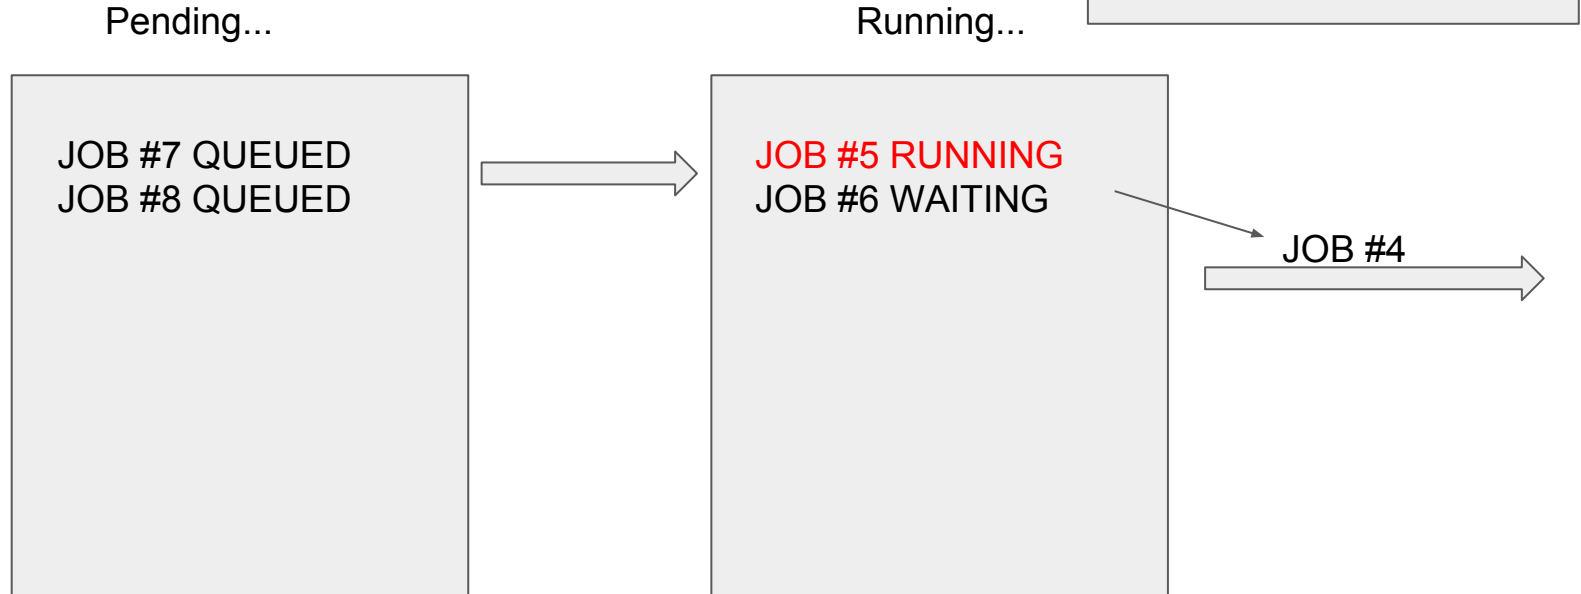 Pending...
Running...
JOB #7 QUEUED
JOB #8 QUEUED
JOB #5 RUNNING
JOB #6 WAITING
JOB #4